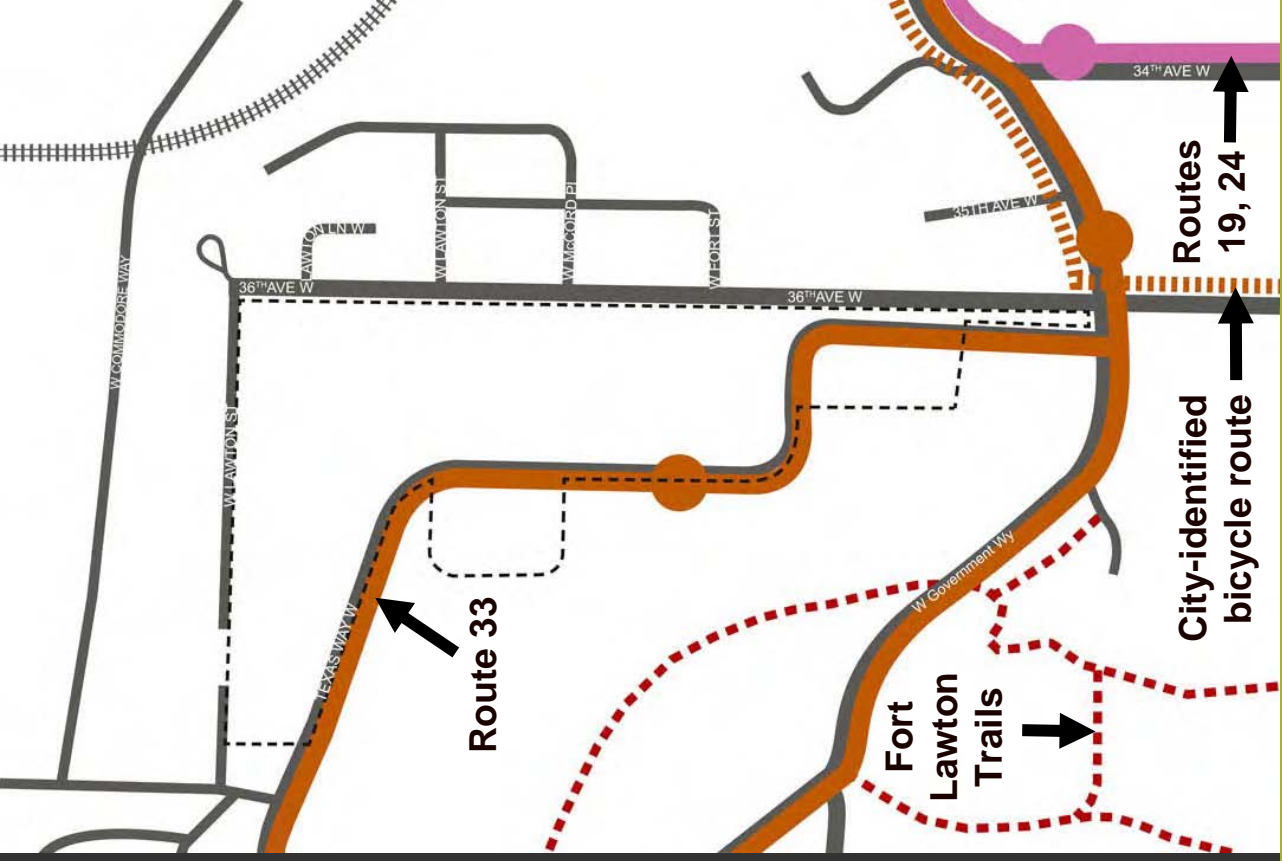 34TH AVE W
Routes
19, 24
35TH AVE W
W LAWTON ST
W McCORD Pl
W FORT ST
LAWTON LN W
36TH AVE W
36TH AVE W
W COMMODORE WAY
W LAWTON ST
City-identified
bicycle route
W Government Wy
TEXAS WAY W
Route 33
Fort
Lawton
Trails